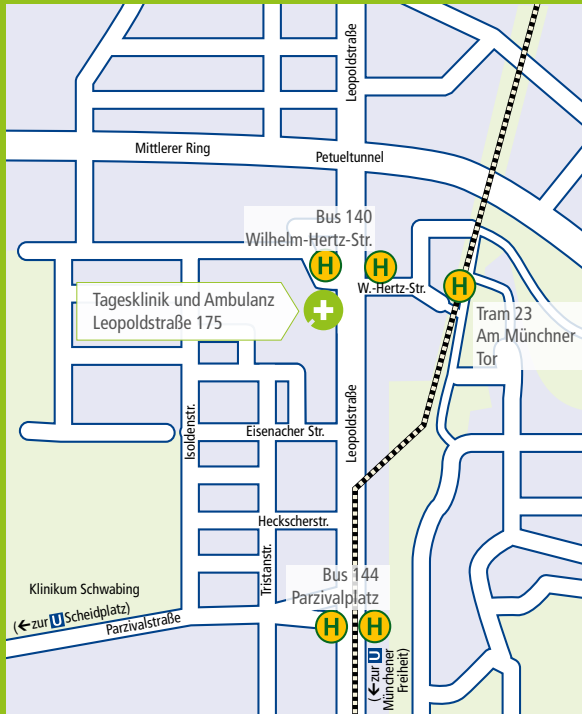 Leopoldstraße
Mittlerer Ring
Petueltunnel
Bus 140
Wilhelm-Hertz-Str.
H
H
W.-Hertz-Str.
H
Tagesklinik und Ambulanz
Leopoldstraße 175
Tram 23
Am Münchner
Tor
Isoldenstr.
Eisenacher Str.
Leopoldstraße
Heckscherstr.
Tristanstr.
Bus 144
Parzivalplatz
H
H
Klinikum Schwabing
(←zur U Scheidplatz)
Parzivalstraße
(←zur U
Münchener
Freiheit)